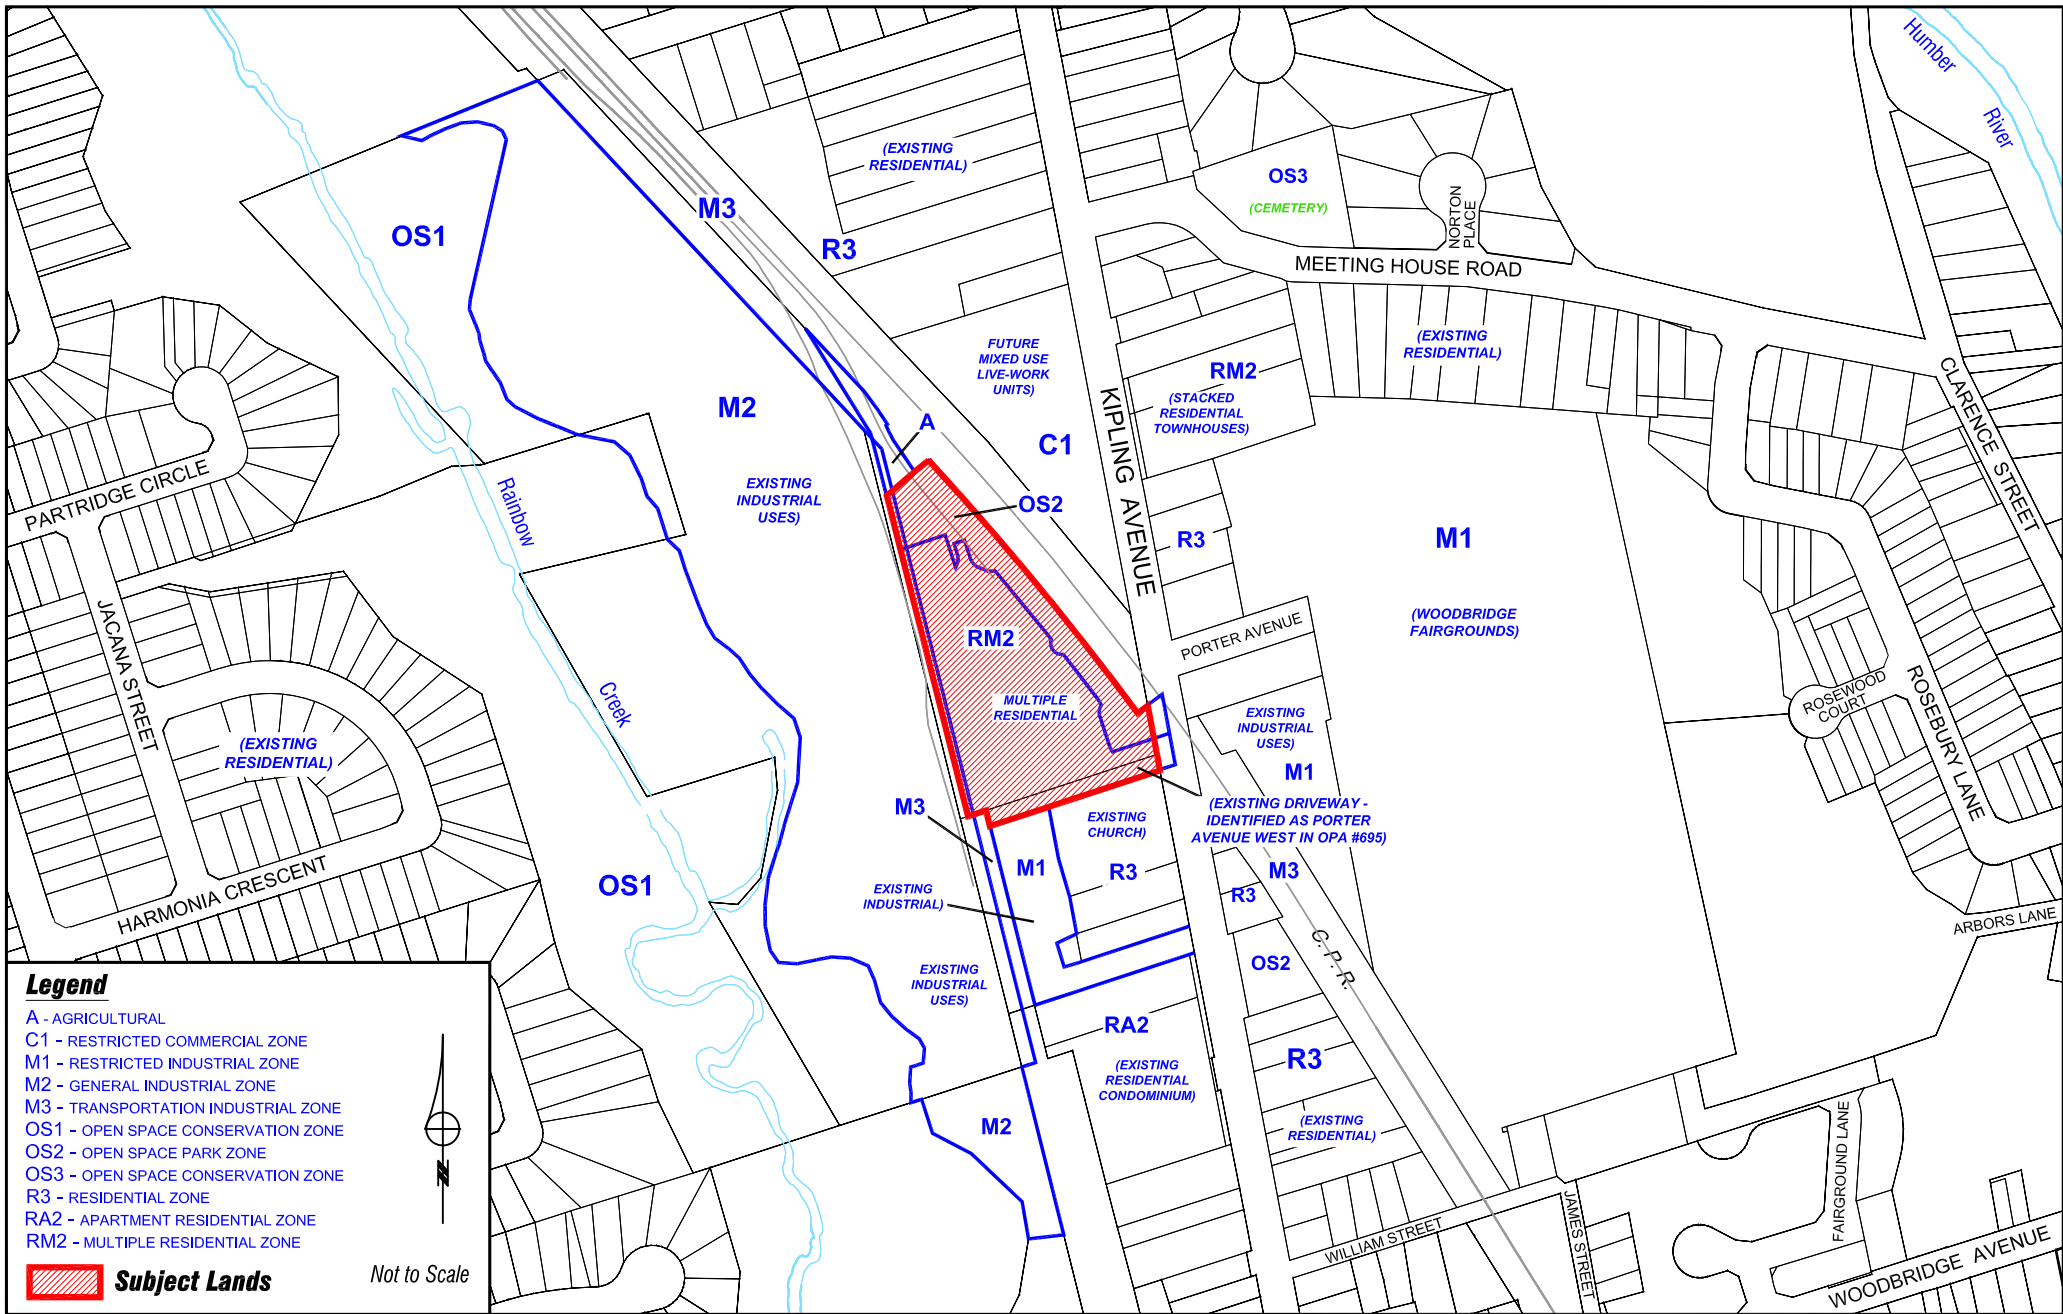 Humber
River
(EXISTING
RESIDENTIAL)
OS3
(CEMETERY)
NORTON
PLACE
M3
OS1
R3
MEETING HOUSE ROAD
FUTURE
MIXED USE
LIVE-WORK
UNITS)
(EXISTING
RESIDENTIAL)
RM2
(STACKED
RESIDENTIAL
TOWNHOUSES)
KIPLING AVENUE
CLARENCE STREET
M2
A
C1
PARTRIDGE CIRCLE
Rainbow
Creek
EXISTING
INDUSTRIAL
USES)
OS2
R3
M1
(WOODBRIDGE
FAIRGROUNDS)
JACANA STREET
RM2
MULTIPLE
RESIDENTIAL
PORTER AVENUE
ROSEWOOD
COURT
ROSEBURY LANE
(EXISTING
RESIDENTIAL)
EXISTING
INDUSTRIAL
USES)
M1
M3
EXISTING
CHURCH)
(EXISTING DRIVEWAY -
IDENTIFIED AS PORTER
AVENUE WEST IN OPA #695)
M1
R3
M3
R3
HARMONIA CRESCENT
OS1
EXISTING
INDUSTRIAL)
ARBORS LANE
C. P. R.
OS2
EXISTING
INDUSTRIAL
USES)
RA2
(EXISTING
RESIDENTIAL
CONDOMINIUM)
R3
(EXISTING
RESIDENTIAL)
M2
FAIRGROUND LANE
WILLIAM STREET
JAMES STREET
WOODBRIDGE AVENUE
Legend
A - AGRICULTURAL
C1 - RESTRICTED COMMERCIAL ZONE
M1 - RESTRICTED INDUSTRIAL ZONE
M2 - GENERAL INDUSTRIAL ZONE
M3 - TRANSPORTATION INDUSTRIAL ZONE
OS1 - OPEN SPACE CONSERVATION ZONE
OS2 - OPEN SPACE PARK ZONE
OS3 - OPEN SPACE CONSERVATION ZONE
R3 - RESIDENTIAL ZONE
RA2 - APARTMENT RESIDENTIAL ZONE
RM2 - MULTIPLE RESIDENTIAL ZONE
N
Subject Lands
Not to Scale